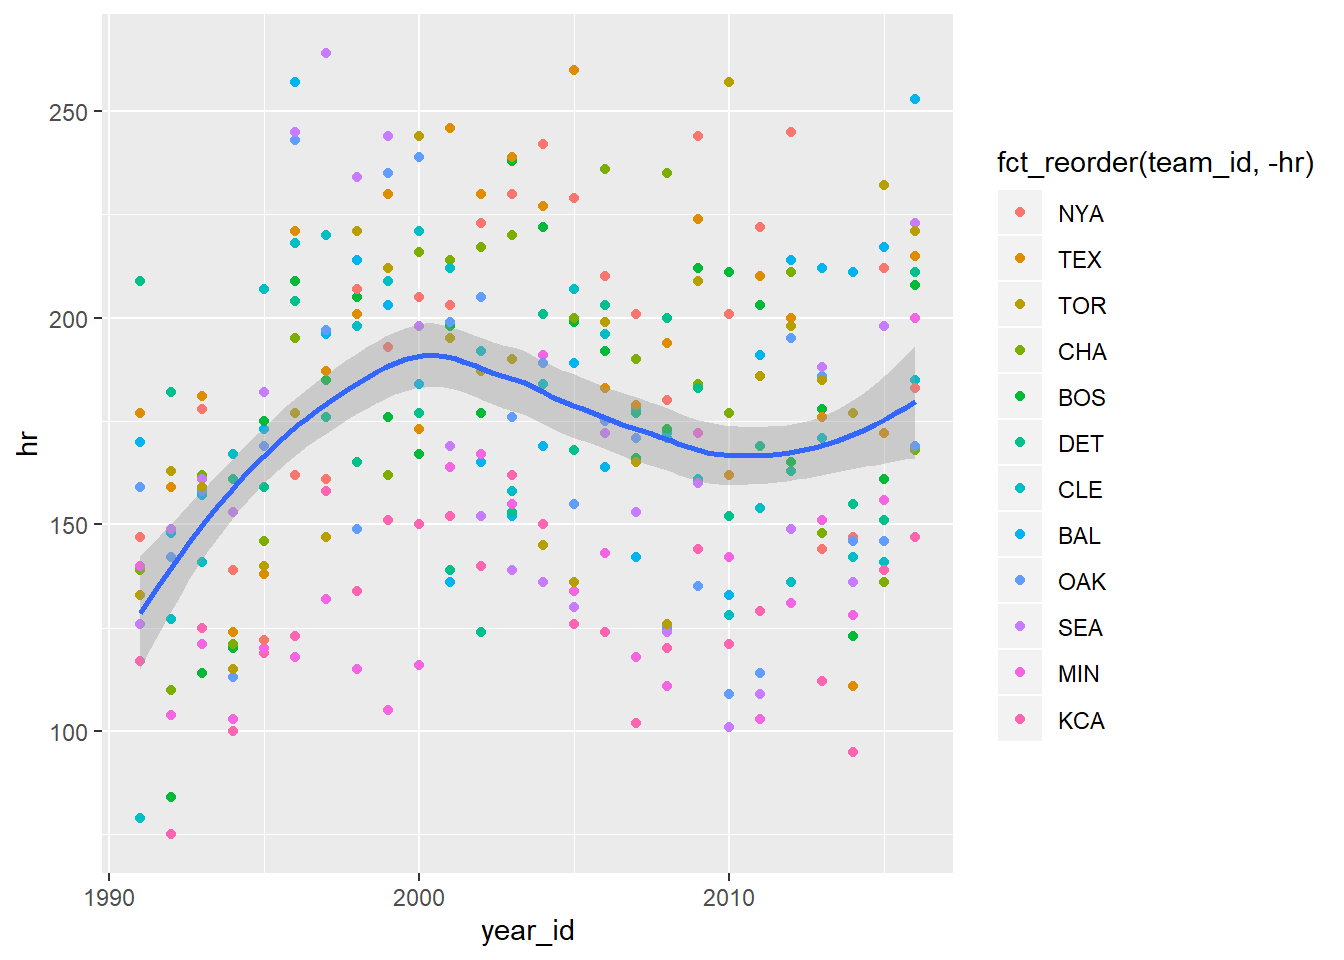 250
200
150
100
hr
1990
2000
2010
year_id
fct_reorder(team_id, -hr)
NYA
TEX
TOR
CHA
BOS
DET
CLE
BAL
OAK
SEA
MIN
KCA